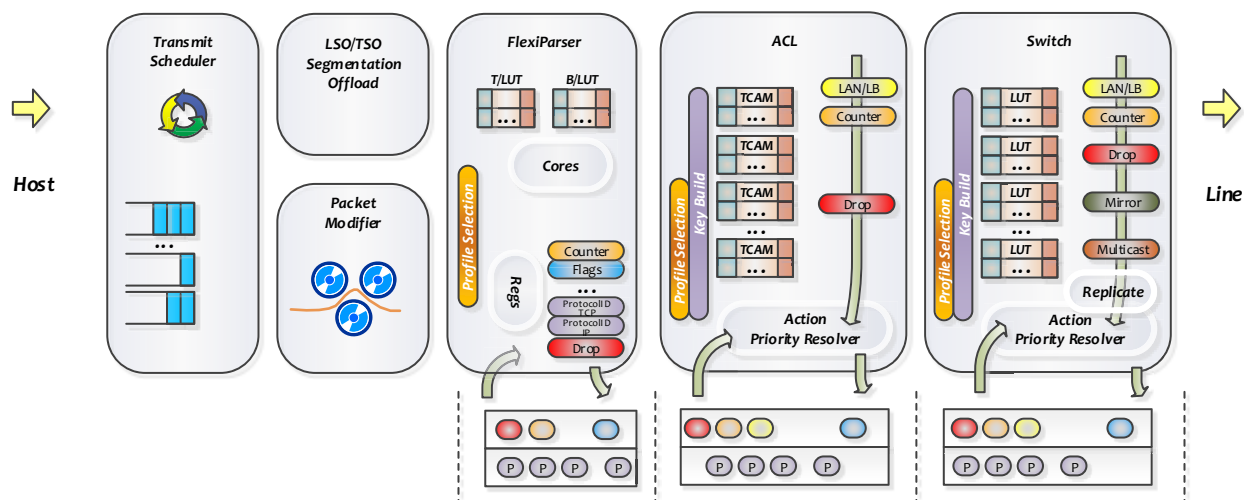 Host
Transmit
Scheduler
...
LSO/TSO
Segmentation
Offload
Packet
Modifier
FlexiParser
T/LUT
B/LUT
...
...
Cores
Profile Selection
Regs
Counter
Flags
...
ProtocolID
TCP
ProtocolID
IP
Drop
P
P
P
P
ACL
Profile Selection
Key Build
TCAM
...
TCAM
...
TCAM
...
...
TCAM
...
LAN/LB
Counter
Drop
Action
Priority Resolver
P
P
P
P
Switch
Profile Selection
Key Build
LUT
...
LUT
...
LUT
...
...
LUT
...
LAN/LB
Counter
Drop
Mirror
Multicast
Replicate
Action
Priority Resolver
P
P
P
P
Line